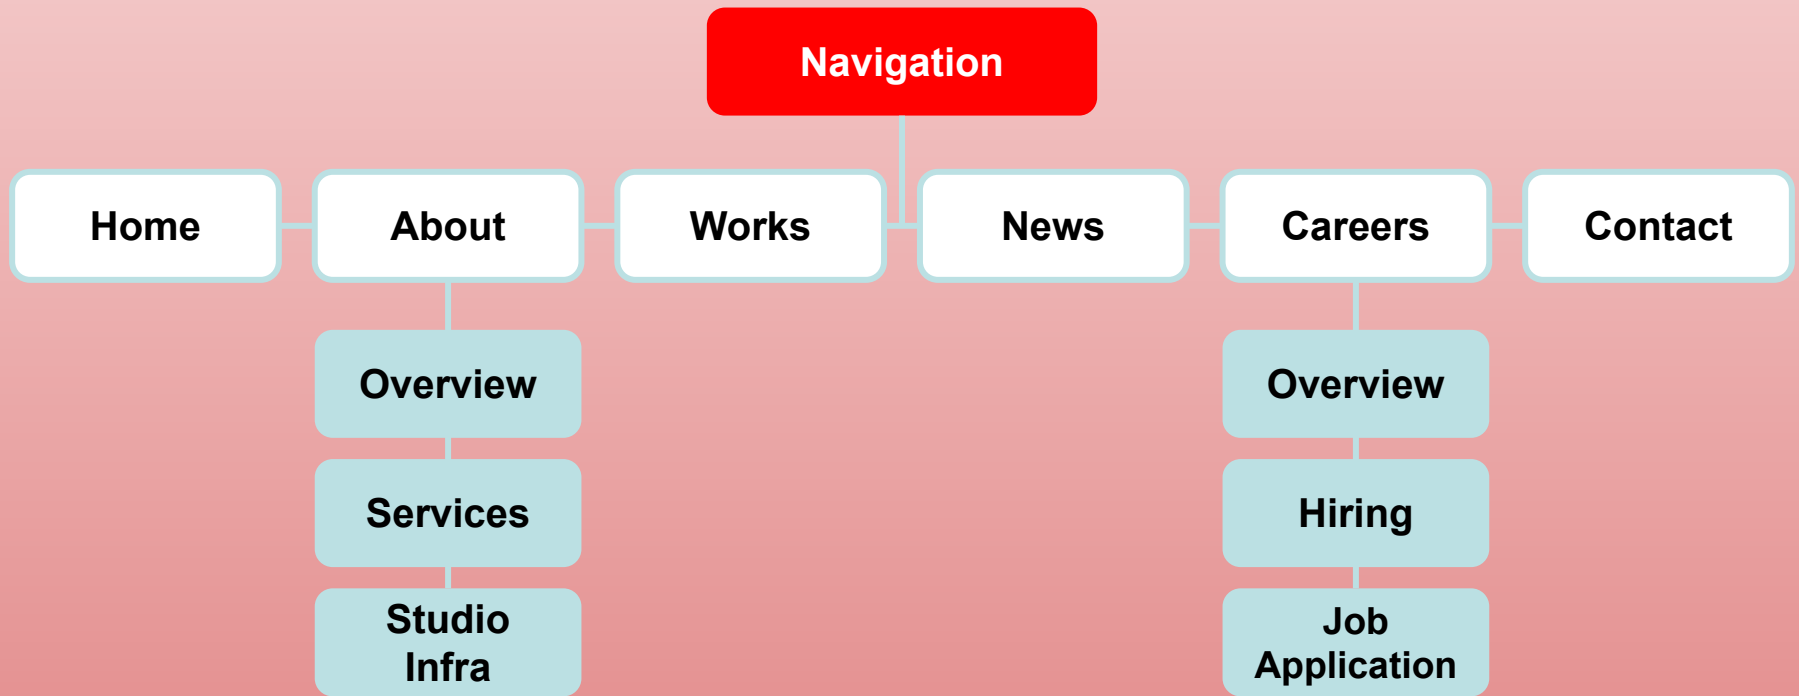 Navigation
Home
About
Works
News
Careers
Contact
Overview
Services
Studio
Infra
Overview
Hiring
Job
Application